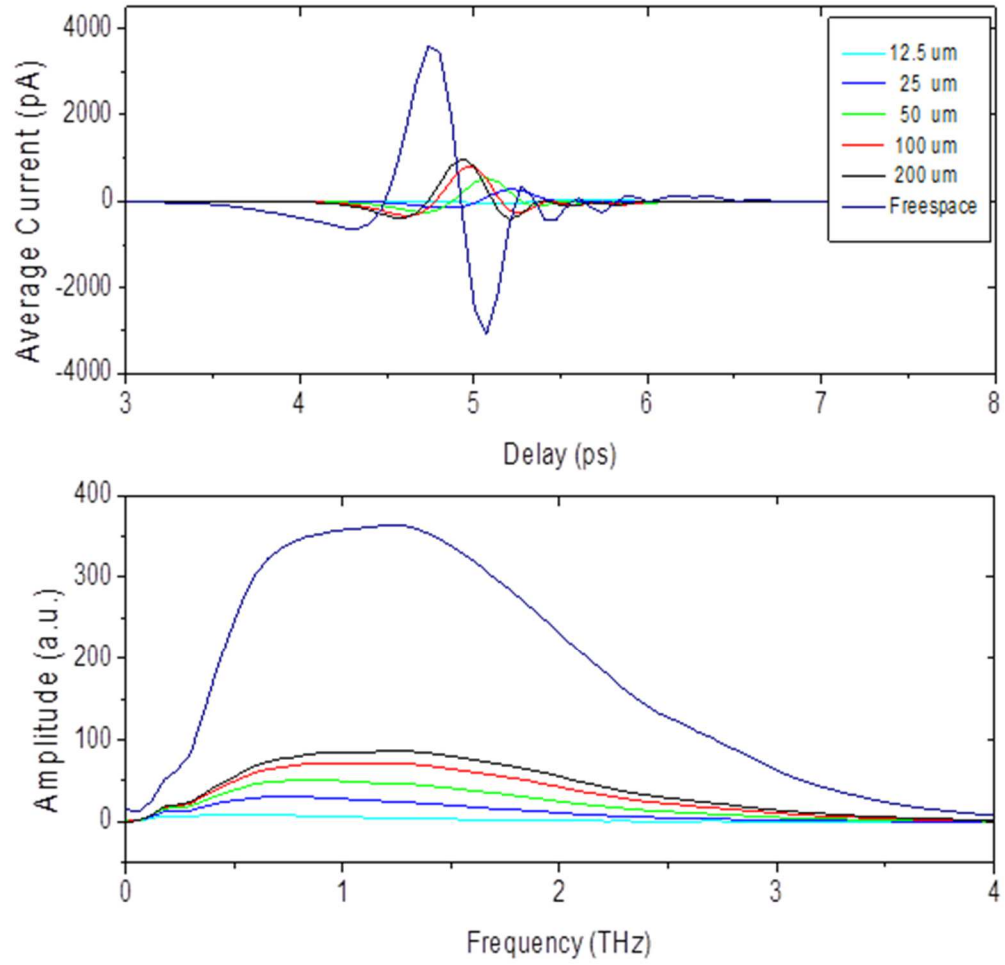 4000
2000
0
-2000
-4000
Average Current (pA)
12.5 um
25 um
50 um
100 um
200 um
Freespace
3 4 5 6 7 8
Delay (ps)
400
300
200
100
0
Amplitude (a.u.)
0 1 2 3 4
Frequency (THz)